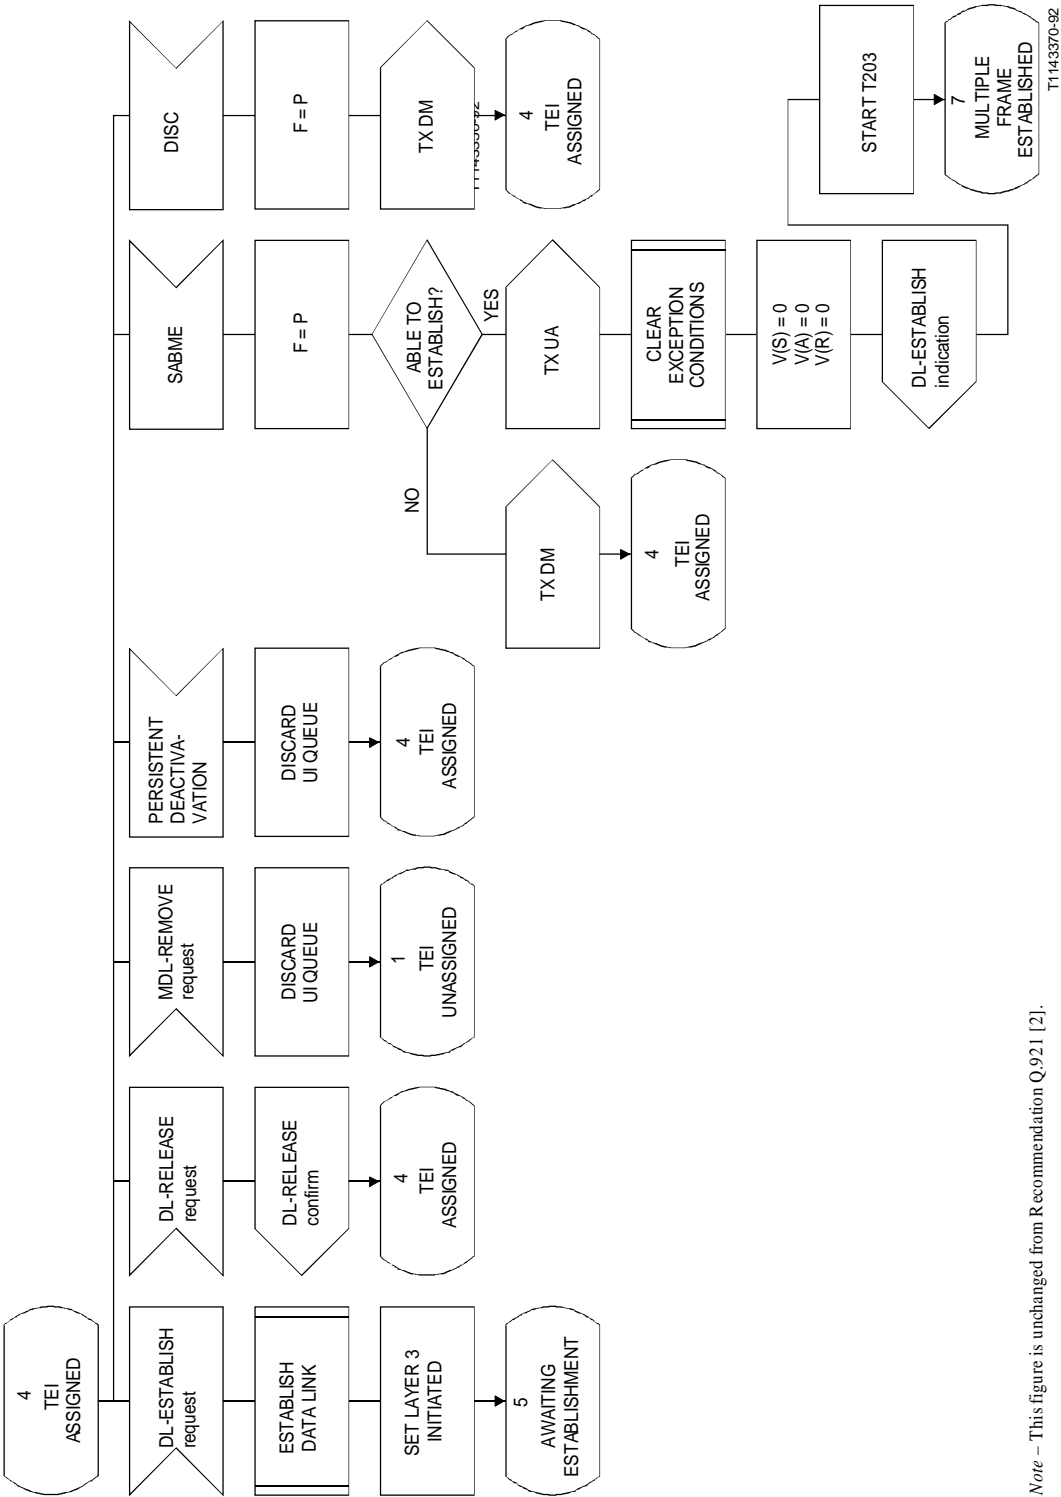 4
TEI
ASSIGNED
DL-ESTABLISH
request
ESTABLISH
DATA LINK
SET LAYER 3
INITIATED
5
AWAITING
ESTABLISHMENT
DL-RELEASE
request
DL-RELEASE
confirm
4
TEI
ASSIGNED
MDL-REMOVE
request
DISCARD
UI QUEUE
1
TEI
UNASSIGNED
PERSISTENT
DEACTIVA-
VATION
DISCARD
UI QUEUE
4
TEI
ASSIGNED
SABME
F = P
ABLE TO
ESTABLISH?
NO
YES
TX DM
4
TEI
ASSIGNED
TX UA
CLEAR
EXCEPTION
CONDITIONS
V(S) = 0
V(A) = 0
V(R) = 0
DL-ESTABLISH
indication
START T203
7
MULTIPLE
FRAME
ESTABLISHED
DISC
F = P
TX DM
4
TEI
ASSIGNED
T1143370-92
Note – This figure is unchanged from Recommendation Q.921 [2].